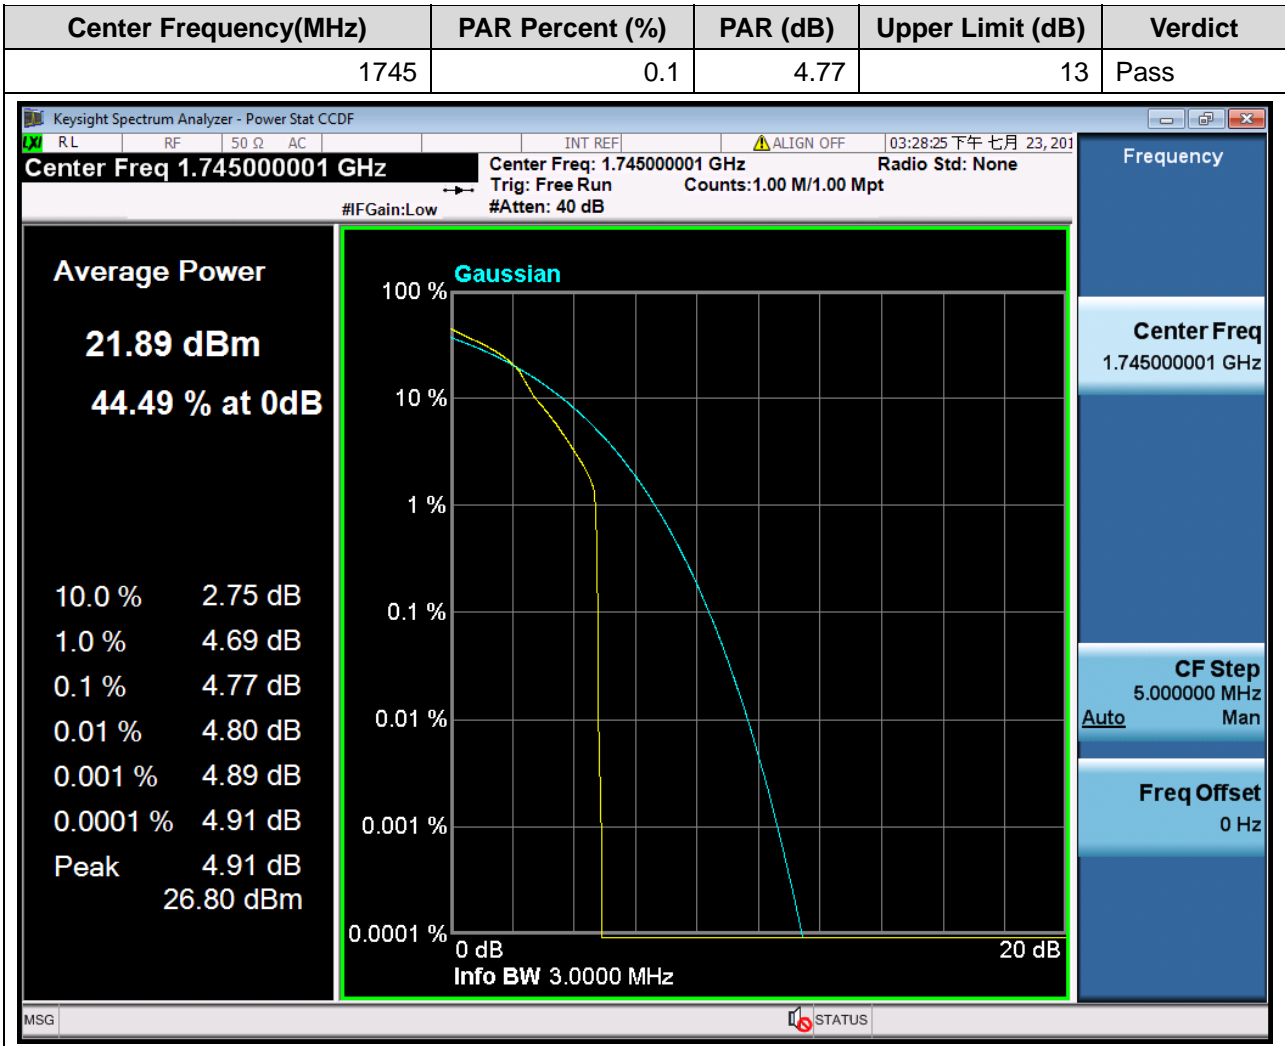 Center Frequency(MHz) PAR Percent (%) PAR (dB) Upper Limit (dB) Verdict
1745 0.1 4.77 13 Pass
Keysight Spectrum Analyzer - Power Stat CCDF
LXI RL RF 50 Ω AC INT REF ALIGN OFF 03:28:25 下午 七月 23, 201
Center Freq 1.745000001 GHz
Center Freq: 1.745000001 GHz Radio Std: None
Trig: Free Run Counts:1.00 M/1.00 Mpt
#IFGain:Low #Atten: 40 dB
Average Power
21.89 dBm
44.49 % at 0dB
10.0 % 2.75 dB
1.0 % 4.69 dB
0.1 % 4.77 dB
0.01 % 4.80 dB
0.001 % 4.89 dB
0.0001 % 4.91 dB
Peak 4.91 dB
26.80 dBm
Gaussian
100 %
10 %
1 %
0.1 %
0.01 %
0.001 %
0.0001 %
0 dB 20 dB
Info BW 3.0000 MHz
Frequency
Center Freq
1.745000001 GHz
CF Step
5.000000 MHz
Auto Man
Freq Offset
0 Hz
MSG STATUS